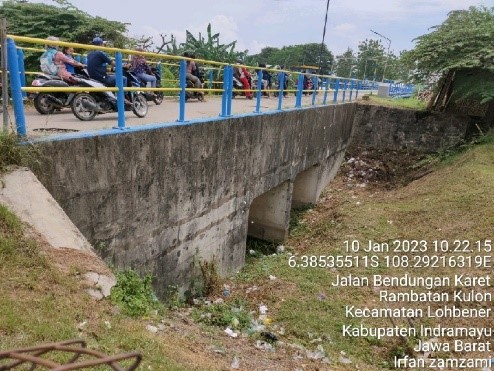 10 Jan 2023 10.22.15
6.38535511S 108.29216319E
Jalan Bendungan Karet
Rambatan Kulon
Kecamatan Lohbener
Kabupaten Indramayu
Jawa Barat
Irfan zamzami